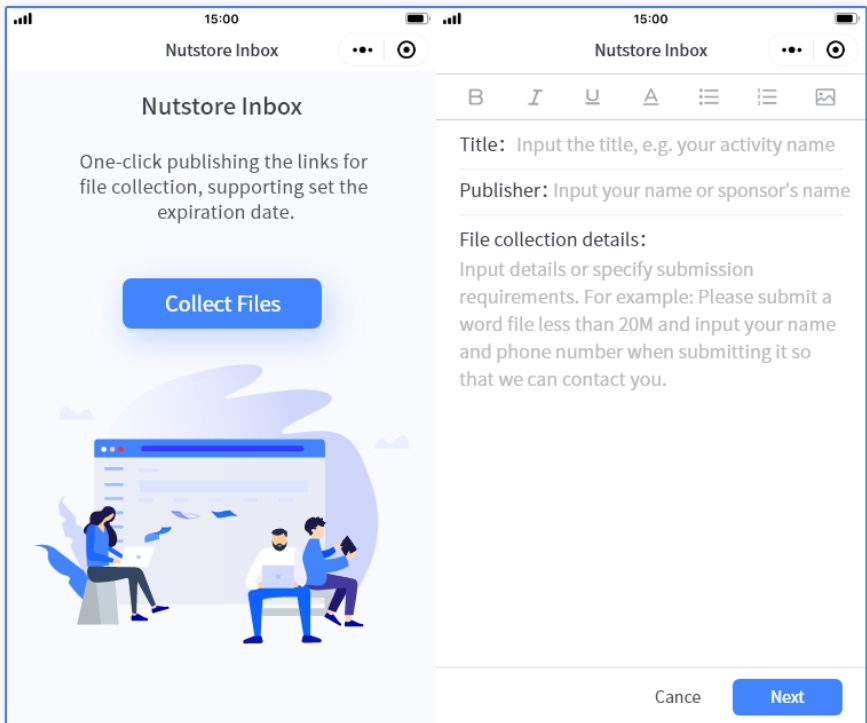 15:00
Nutstore Inbox
Nutstore Inbox
One-click publishing the links for
file collection, supporting set the
expiration date.
Collect Files
15:00
Nutstore Inbox
B I U A
Title: Input the title, e.g. your activity name
Publisher: Input your name or sponsor's name
File collection details:
Input details or specify submission
requirements. For example: Please submit a
word file less than 20M and input your name
and phone number when submitting it so
that we can contact you.
Cance
Next